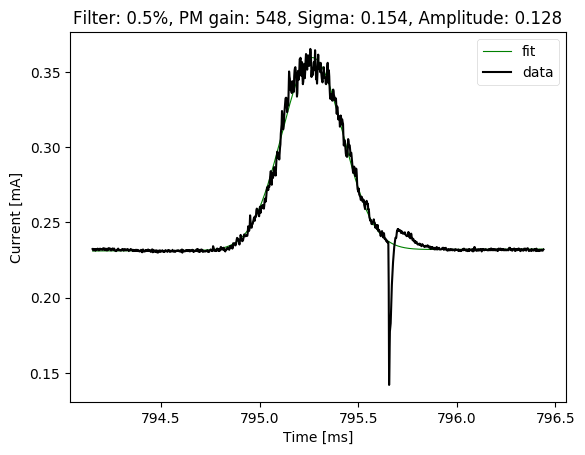 Filter: 0.5%, PM gain: 548, Sigma: 0.154, Amplitude: 0.128
fit
data
0.35
0.30
0.25
0.20
0.15
Current [mA]
794.5 795.0 795.5 796.0 796.5
Time [ms]